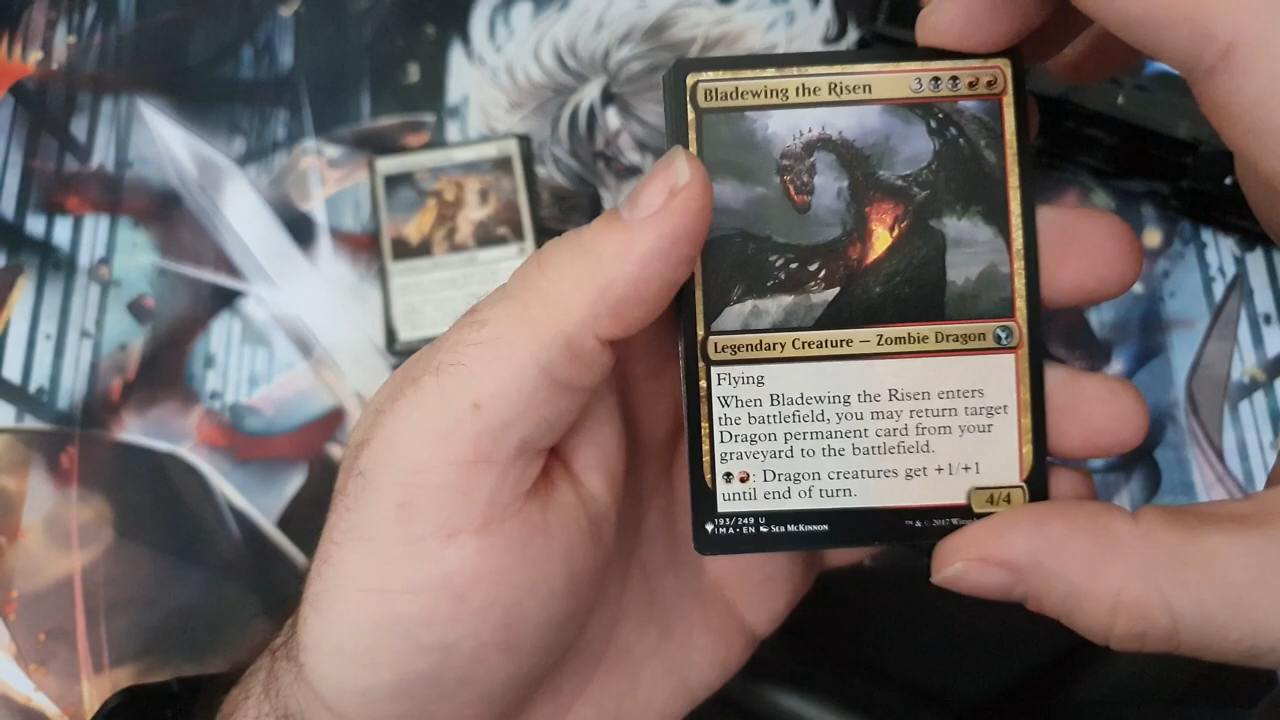 Bladewing the Risen 3
Legendary Creature — Zombie Dragon
Flying
When Bladewing the Risen enters
the battlefield, you may return target
Dragon permanent card from your
graveyard to the battlefield.
: Dragon creatures get +1/+1
until end of turn.
4/4
193/249 U
IMA • EN SEB MCKINNON
™ & © 2017